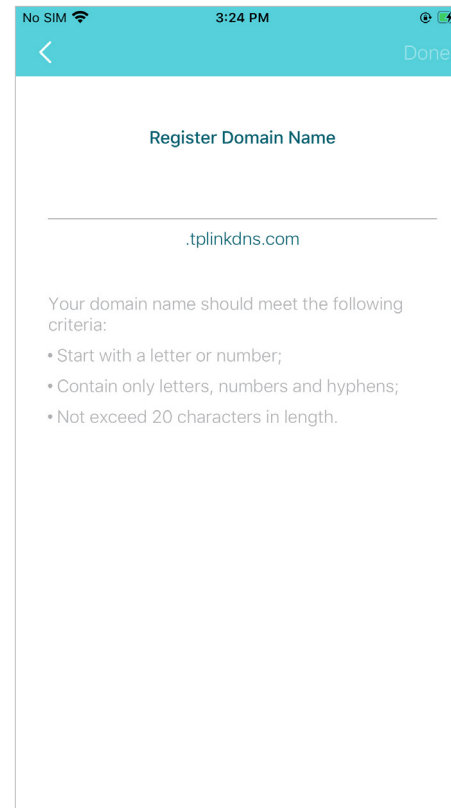 No SIM 3:24 PM
Done
Register Domain Name
.tplinkdns.com
Your domain name should meet the following
criteria:
• Start with a letter or number;
• Contain only letters, numbers and hyphens;
• Not exceed 20 characters in length.